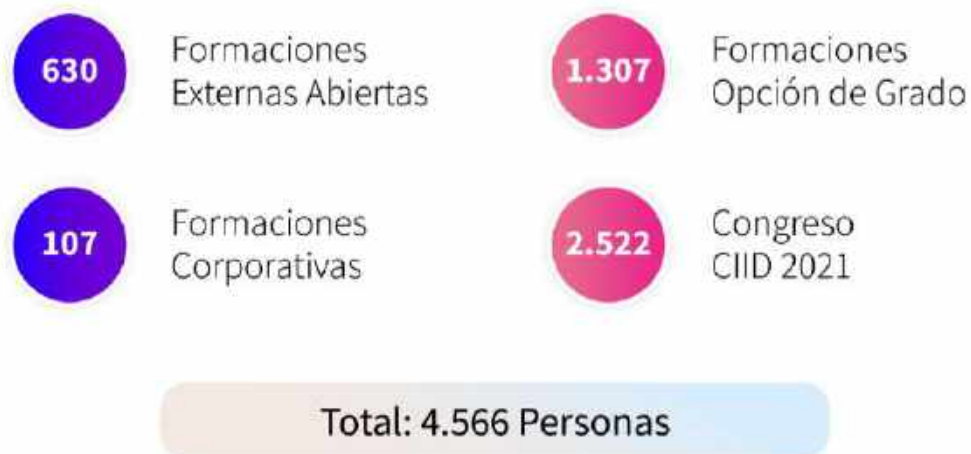 630
Formaciones
Externas Abiertas
1.307
Formaciones
Opción de Grado
107
Formaciones
Corporativas
2.522
Congreso
CIID 2021
Total: 4.566 Personas